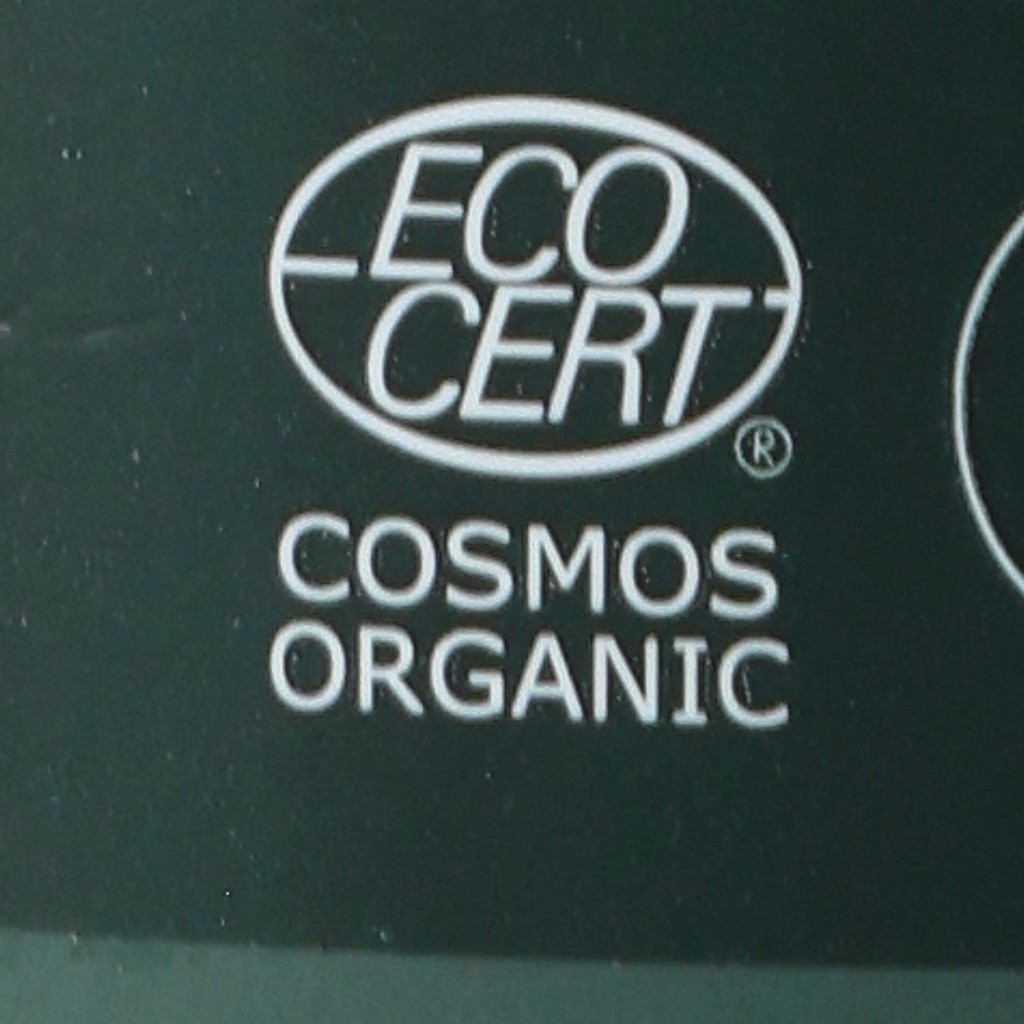 ECO
CERT
®
COSMOS
ORGANIC